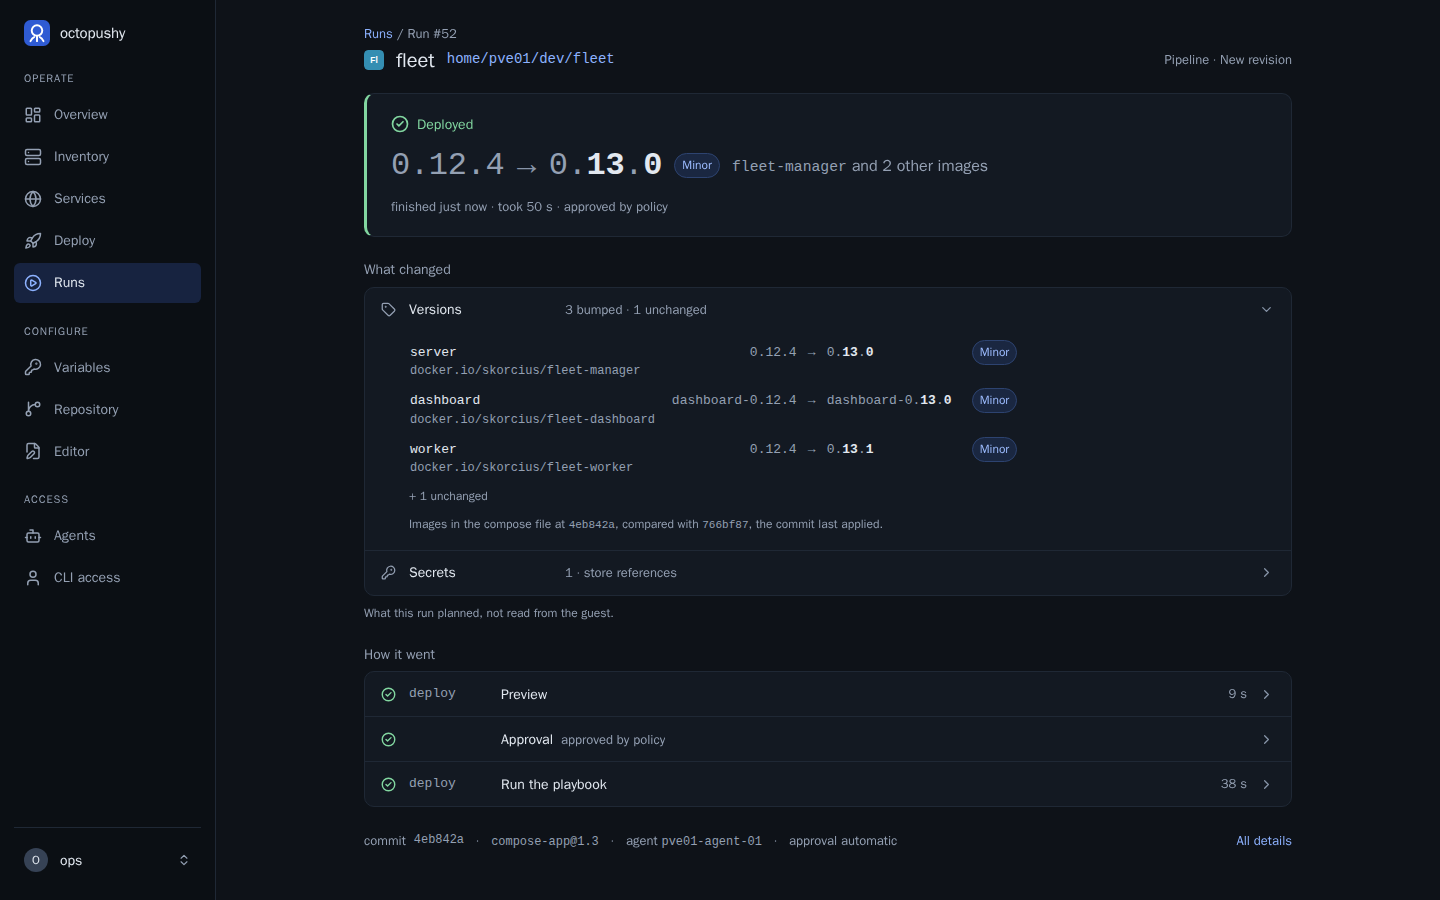 octopushy
OPERATE
Overview
Inventory
Services
Deploy
Runs
CONFIGURE
Variables
Repository
Editor
ACCESS
Agents
CLI access
O ops
Runs / Run #52
Fl fleet home/pve01/dev/fleet
Pipeline · New revision
Deployed
0.12.4 → 0.13.0 Minor fleet-manager and 2 other images
finished just now · took 50 s · approved by policy
What changed
Versions 3 bumped · 1 unchanged
server 0.12.4 → 0.13.0 Minor
docker.io/skorcius/fleet-manager
dashboard dashboard-0.12.4 → dashboard-0.13.0 Minor
docker.io/skorcius/fleet-dashboard
worker 0.12.4 → 0.13.1 Minor
docker.io/skorcius/fleet-worker
+ 1 unchanged
Images in the compose file at 4eb842a, compared with 766bf87, the commit last applied.
Secrets 1 · store references
What this run planned, not read from the guest.
How it went
deploy Preview 9 s
Approval approved by policy
deploy Run the playbook 38 s
commit 4eb842a · compose-app@1.3 · agent pve01-agent-01 · approval automatic
All details